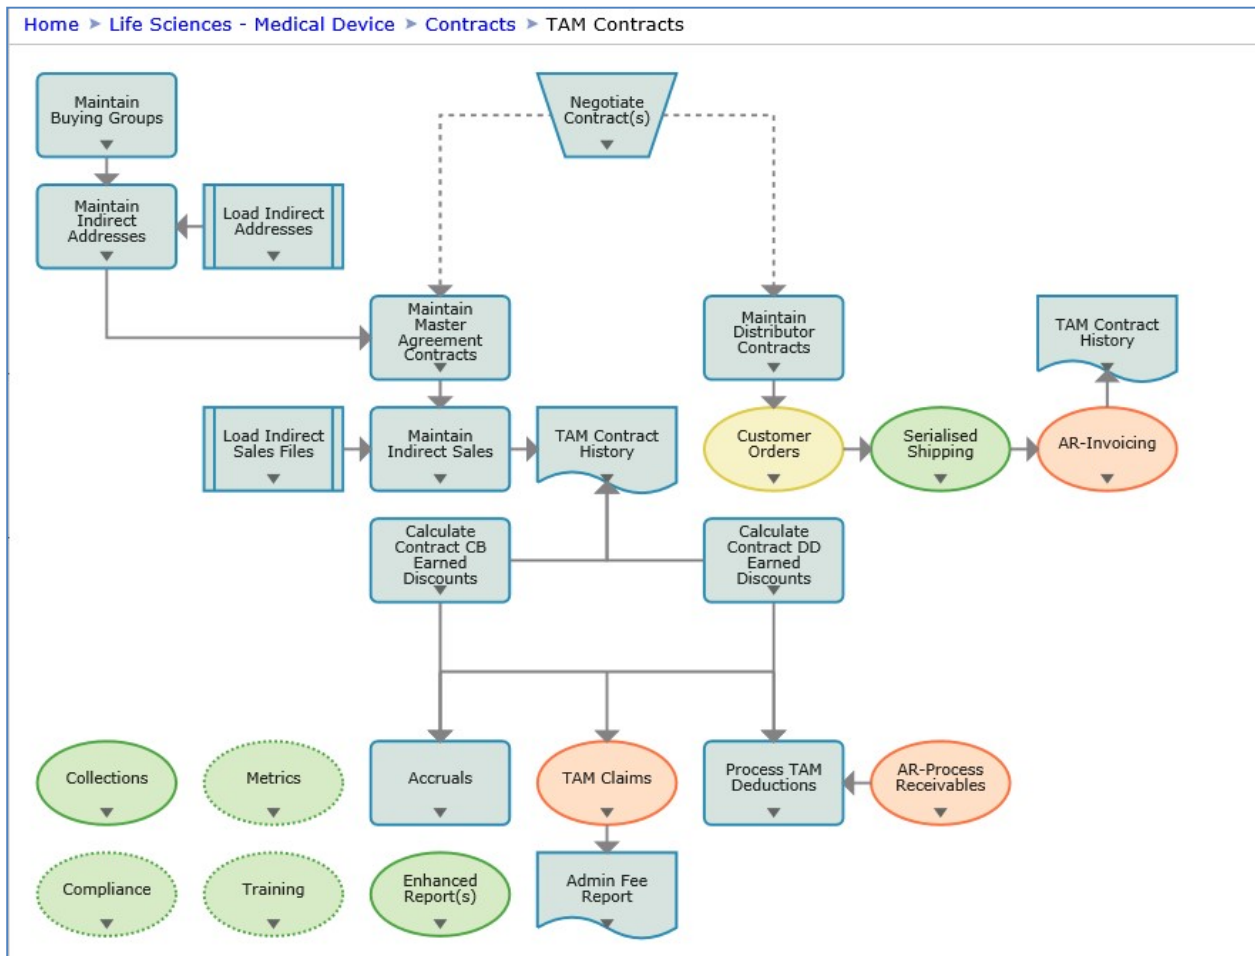 Home > Life Sciences - Medical Device > Contracts > TAM Contracts
Maintain
Buying Groups
Negotiate
Contract(s)
Maintain
Indirect
Addresses
Load Indirect
Addresses
Maintain
Master
Agreement
Contracts
Maintain
Distributor
Contracts
TAM Contract
History
Load Indirect
Sales Files
Maintain
Indirect Sales
TAM Contract
History
Customer
Orders
Serialised
Shipping
AR-Invoicing
Calculate
Contract CB
Earned
Discounts
Calculate
Contract DD
Earned
Discounts
Collections
Metrics
Accruals
TAM Claims
Process TAM
Deductions
AR-Process
Receivables
Compliance
Training
Enhanced
Report(s)
Admin Fee
Report